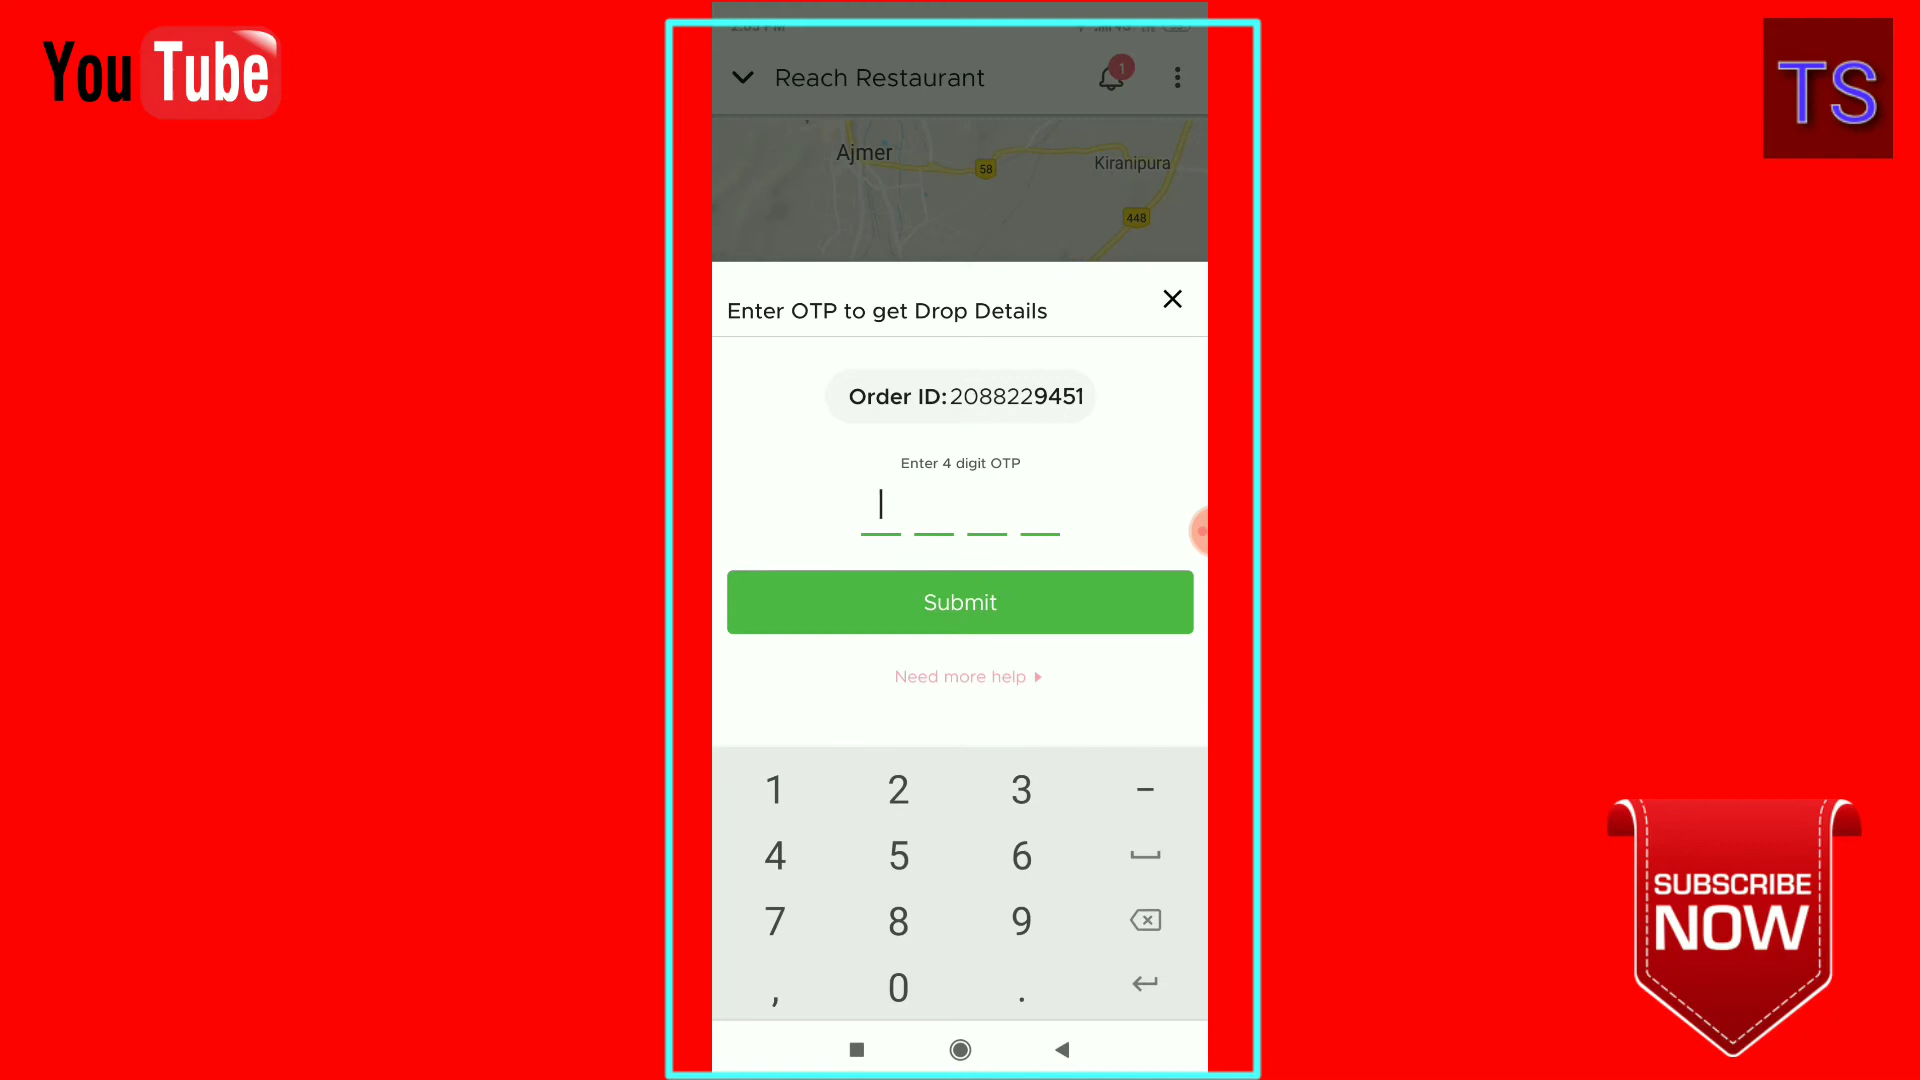 You Tube
TS
Reach Restaurant
1
Ajmer
58
Kiranipura
448
Enter OTP to get Drop Details
Order ID: 2088229451
Enter 4 digit OTP
Submit
Need more help
1 2 3 -
4 5 6
7 8 9
, 0 .
SUBSCRIBE
NOW